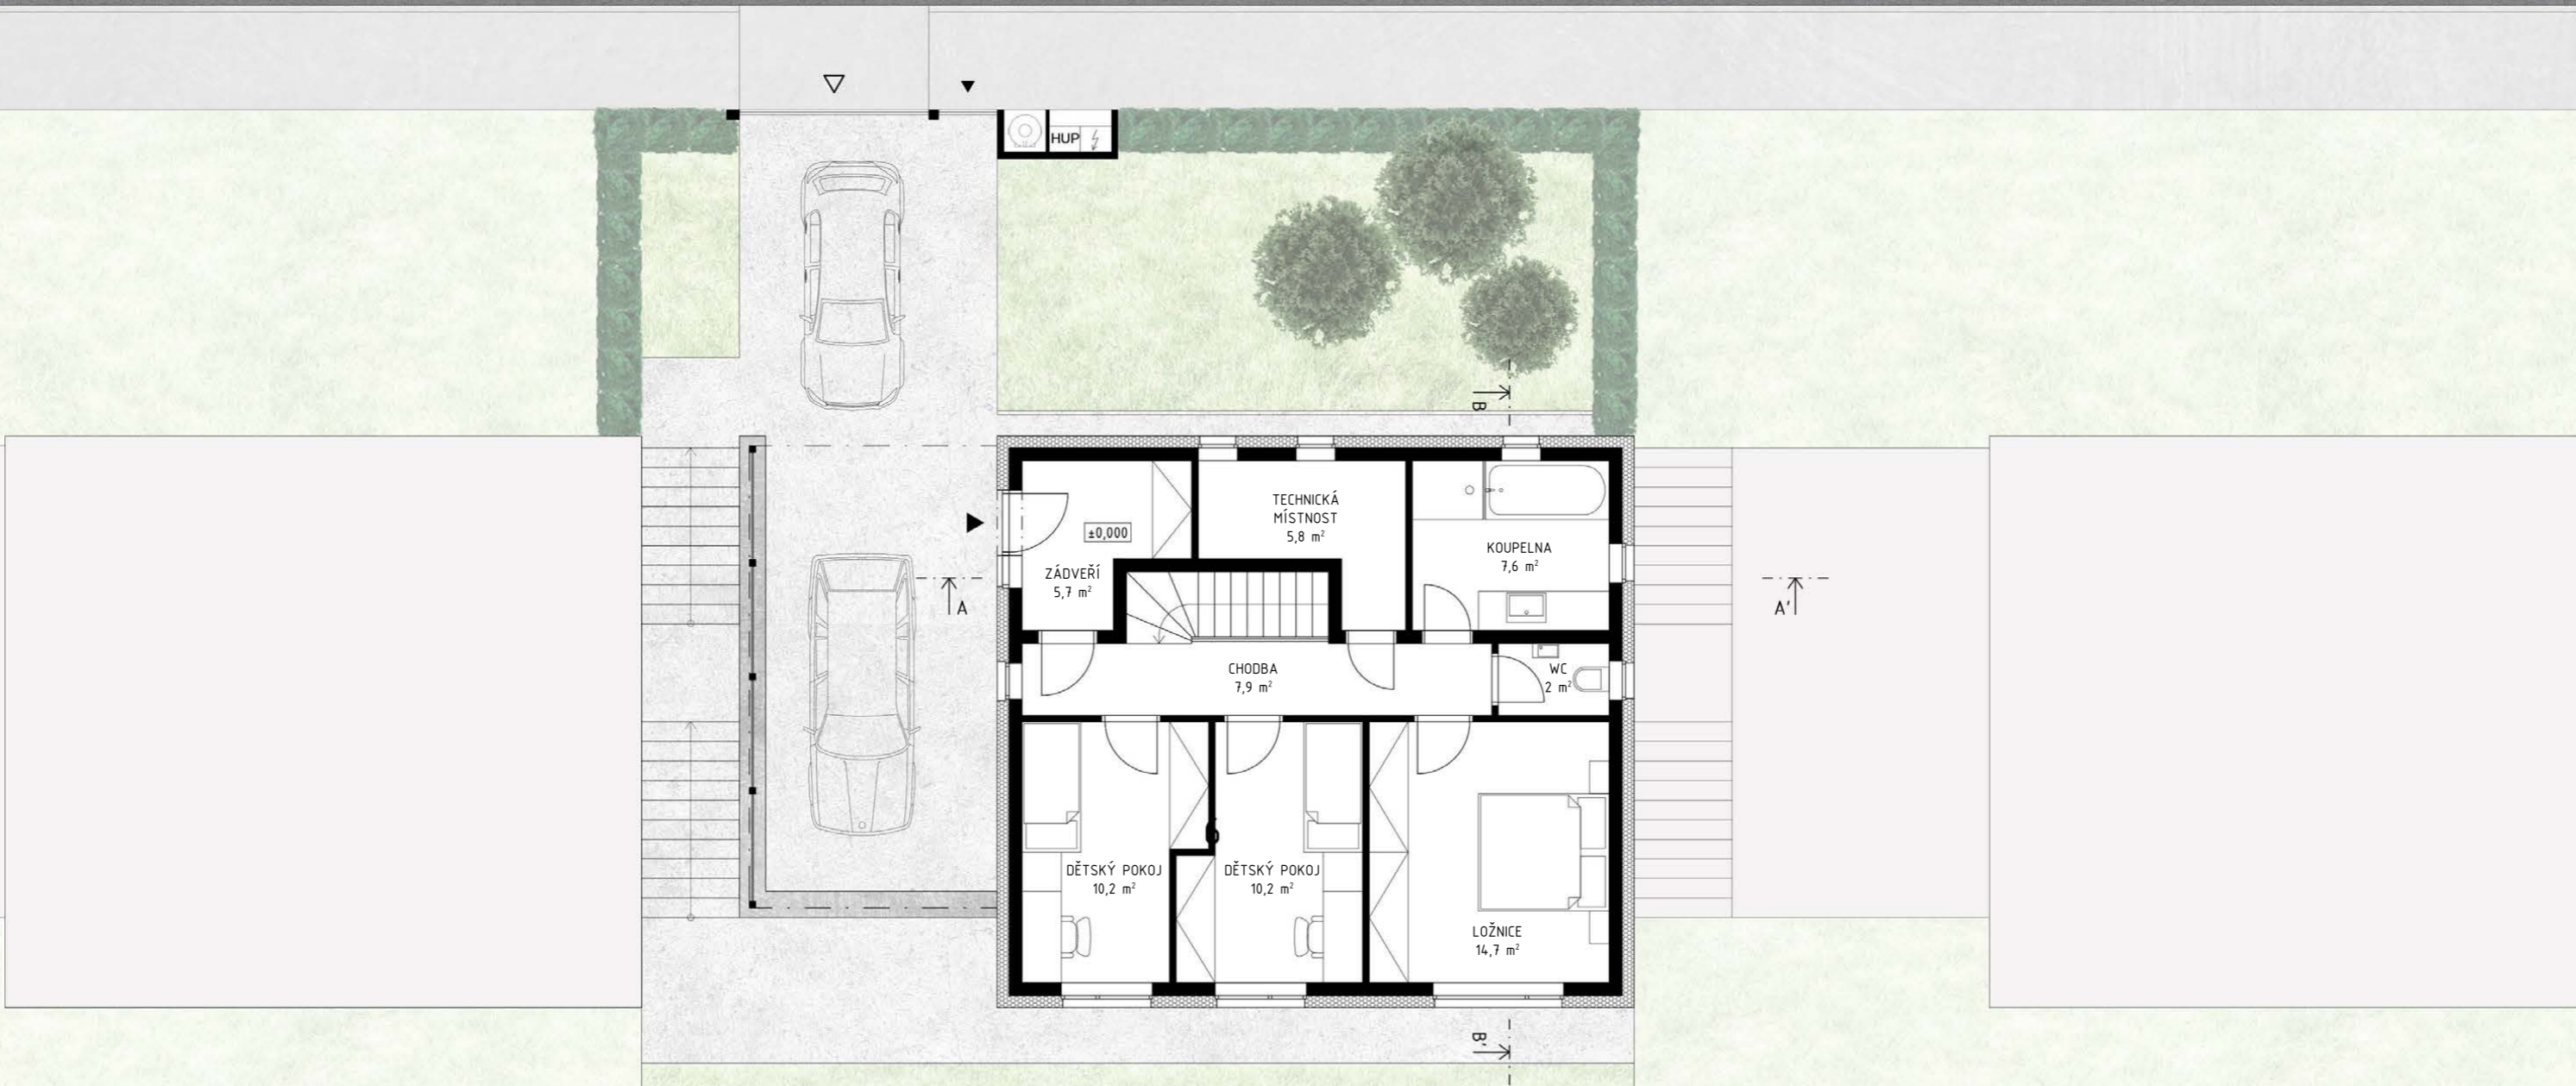 HUP
B
TECHNICKÁ
MÍSTNOST
5,8 m²
±0,000
KOUPELNA
7,6 m²
ZÁDVEŘÍ
5,7 m²
A
A'
CHODBA
7,9 m²
WC
2 m²
DĚTSKÝ POKOJ
10,2 m²
DĚTSKÝ POKOJ
10,2 m²
LOŽNICE
14,7 m²
B'